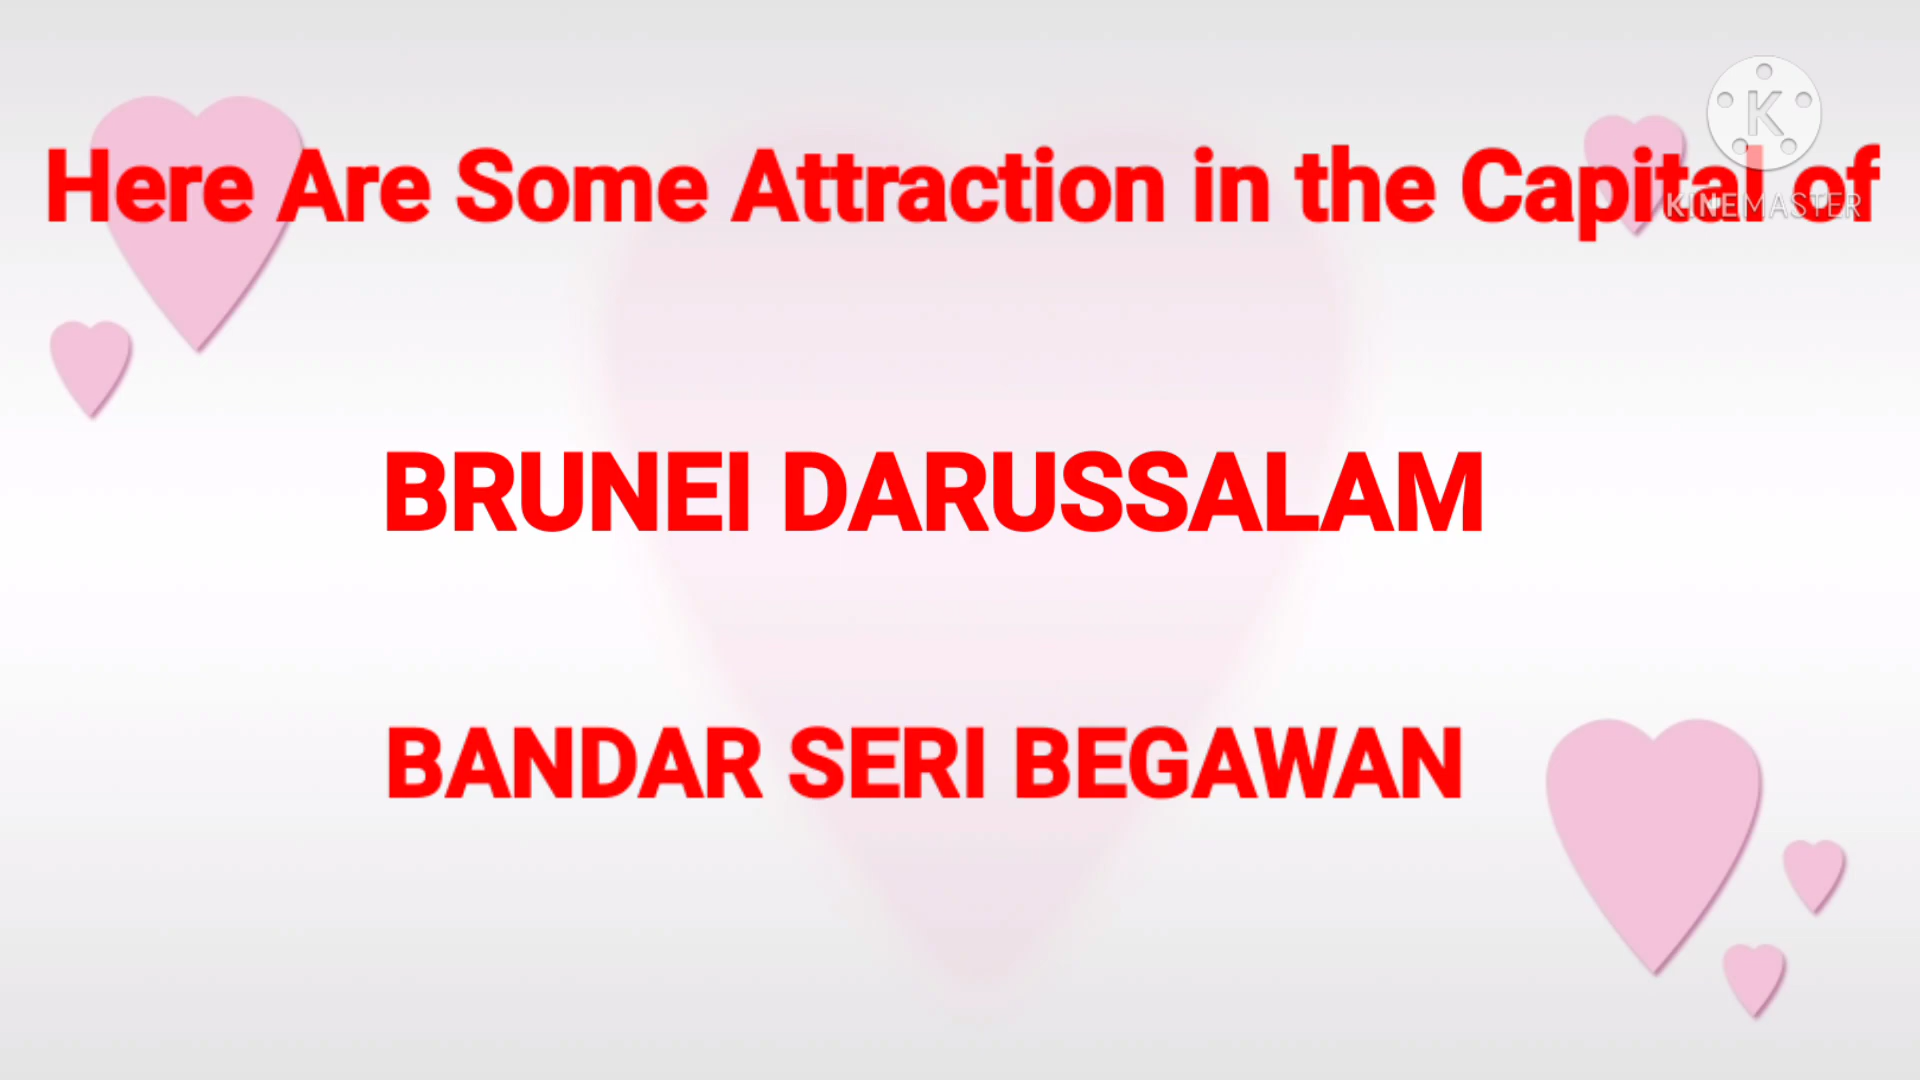 Here Are Some Attraction in the Capital of
K
KINEMASTER
BRUNEI DARUSSALAM
BANDAR SERI BEGAWAN